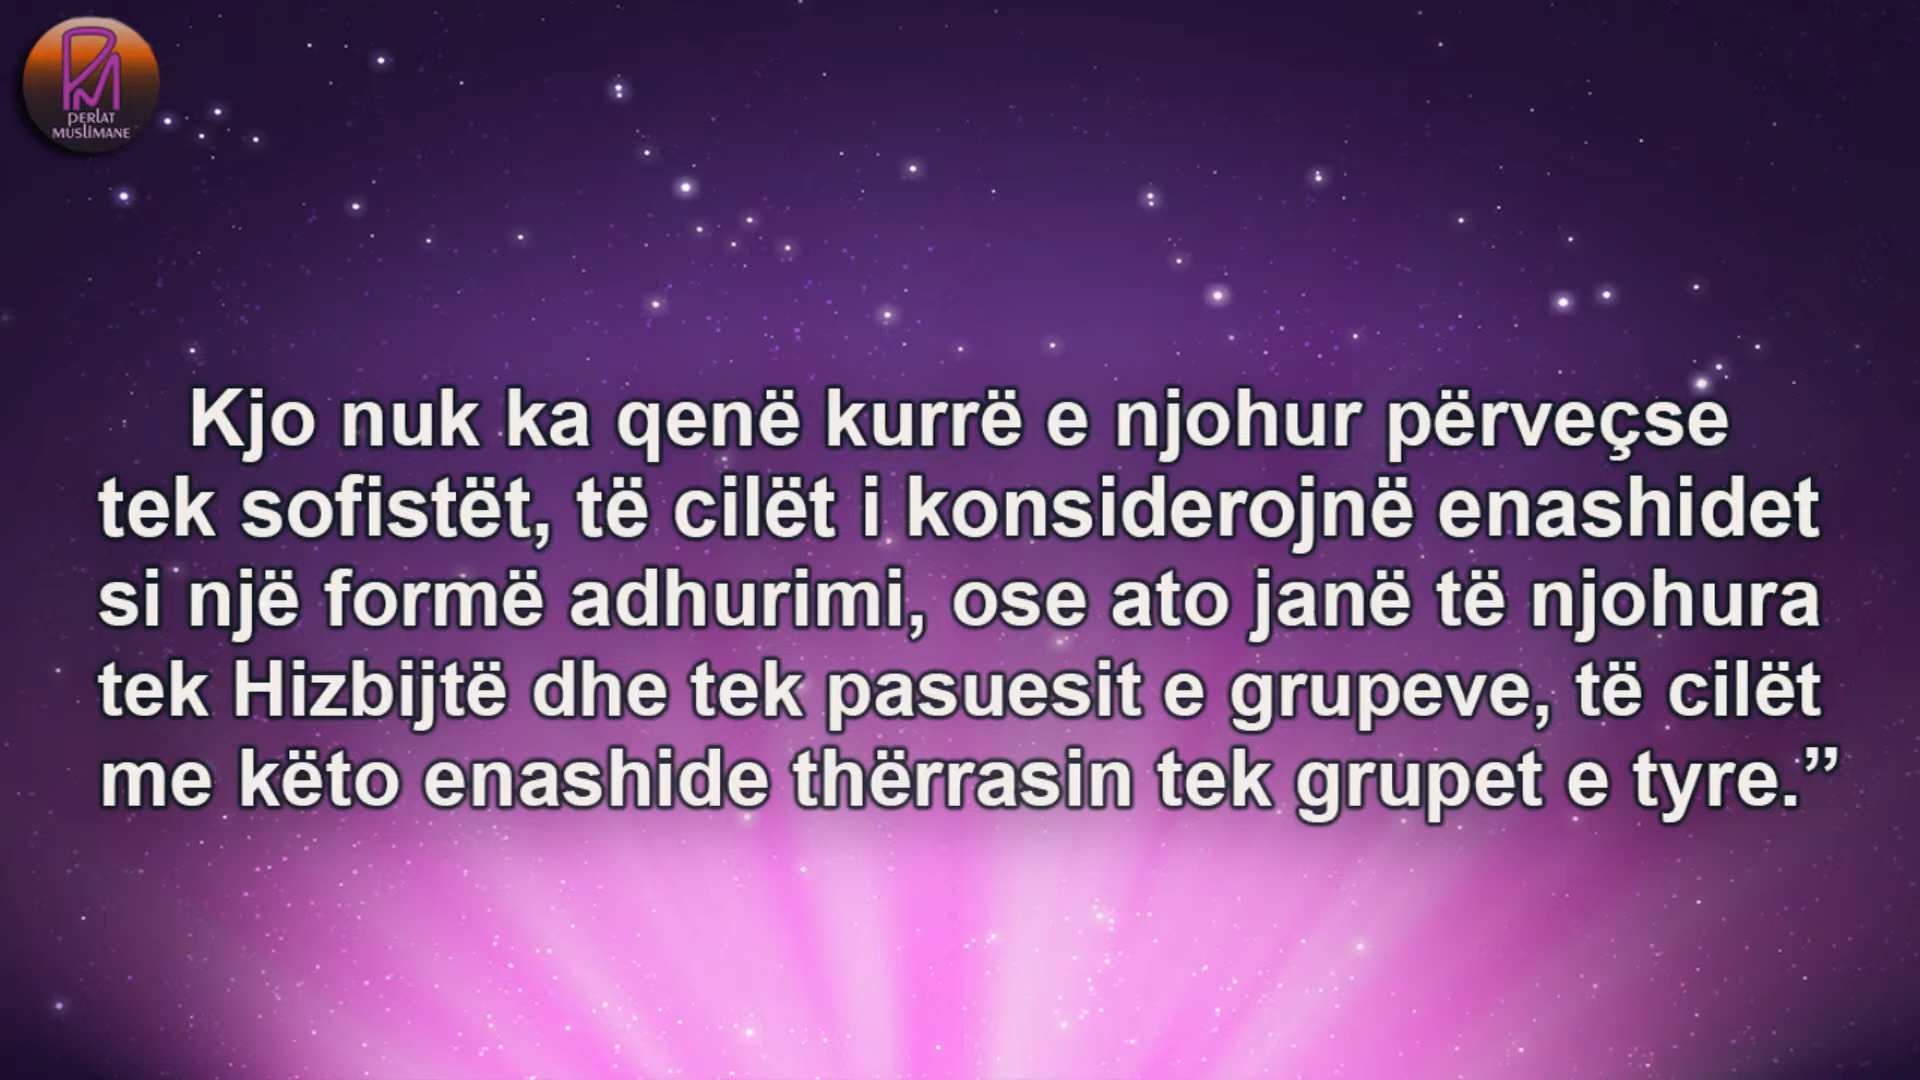 PERLAT
MUSLIMANE
Kjo nuk ka qenë kurrë e njohur përveçse
tek sofistët, të cilët i konsiderojnë enashidet
si një formë adhurimi, ose ato janë të njohura
tek Hizbijtë dhe tek pasuesit e grupeve, të cilët
me këto enashide thërrasin tek grupet e tyre.”